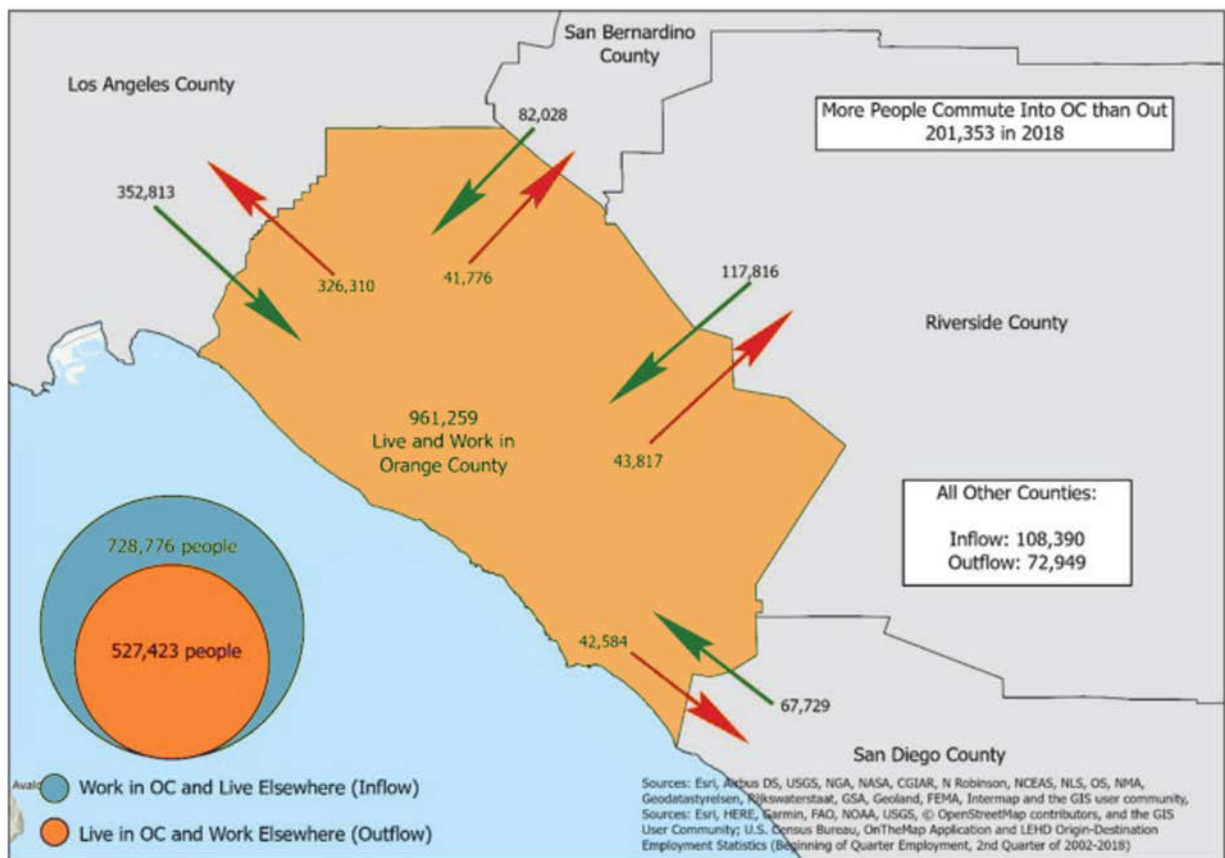 San Bernardino
County
Los Angeles County
82,028
More People Commute Into OC than Out
201,353 in 2018
352,813
326,310
41,776
117,816
Riverside County
961,259
Live and Work in
Orange County
43,817
All Other Counties:
Inflow: 108,390
Outflow: 72,949
728,776 people
527,423 people
42,584
67,729
San Diego County
Avalo
Work in OC and Live Elsewhere (Inflow)
Live in OC and Work Elsewhere (Outflow)
Sources: Esri, Airbus DS, USGS, NGA, NASA, CGIAR, N Robinson, NCEAS, NLS, OS, NMA,
Geodatastyrelsen, Rijkswaterstaat, GSA, Geoland, FEMA, Intermap and the GIS user community,
Sources: Esri, HERE, Garmin, FAO, NOAA, USGS, © OpenStreetMap contributors, and the GIS
User Community; U.S. Census Bureau, OnTheMap Application and LEHD Origin-Destination
Employment Statistics (Beginning of Quarter Employment, 2nd Quarter of 2002-2018)